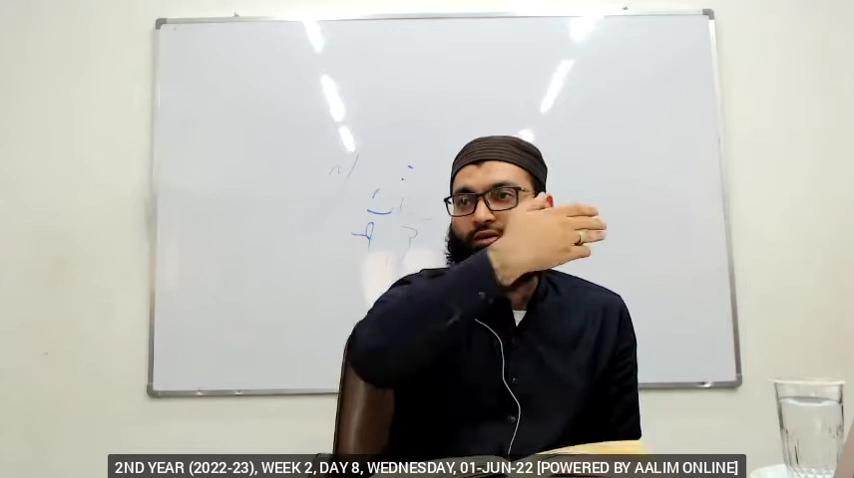 2ND YEAR (2022-23), WEEK 2, DAY 8, WEDNESDAY, 01-JUN-22 [POWERED BY AALIM ONLINE]